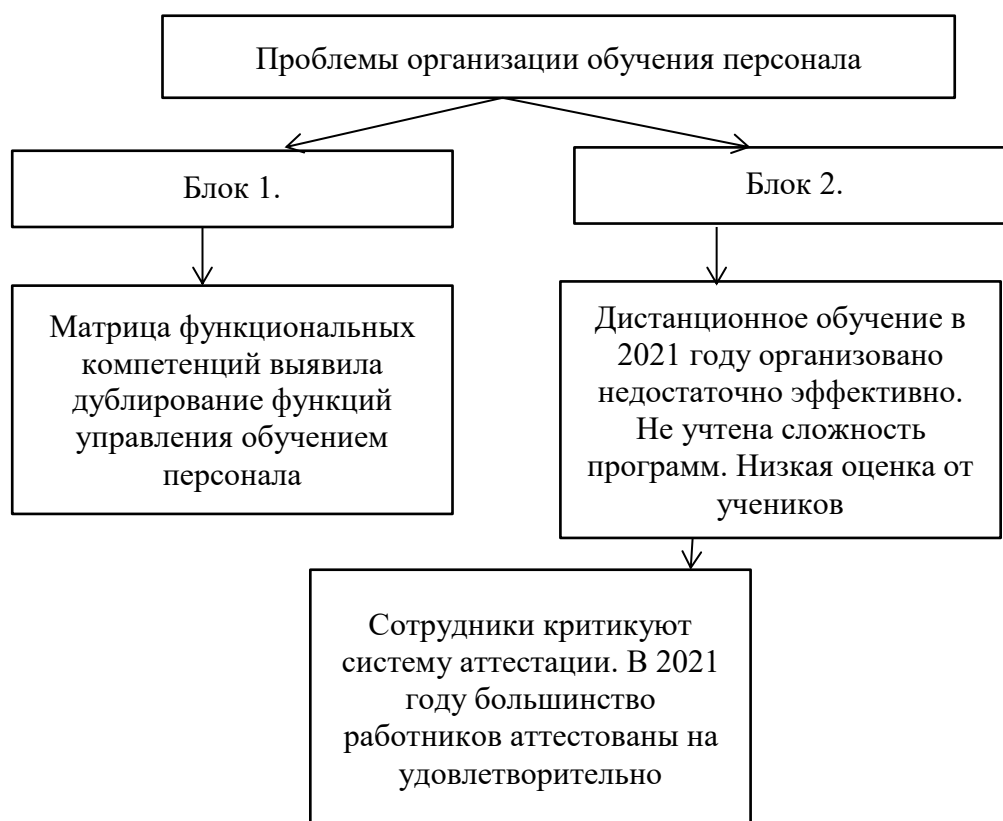 Проблемы организации обучения персонала
Блок 1.
Блок 2.
Матрица функциональных
компетенций выявила
дублирование функций
управления обучением
персонала
Дистанционное обучение в
2021 году организовано
недостаточно эффективно.
Не учтена сложность
программ. Низкая оценка от
учеников
Сотрудники критикуют
систему аттестации. В 2021
году большинство
работников аттестованы на
удовлетворительно